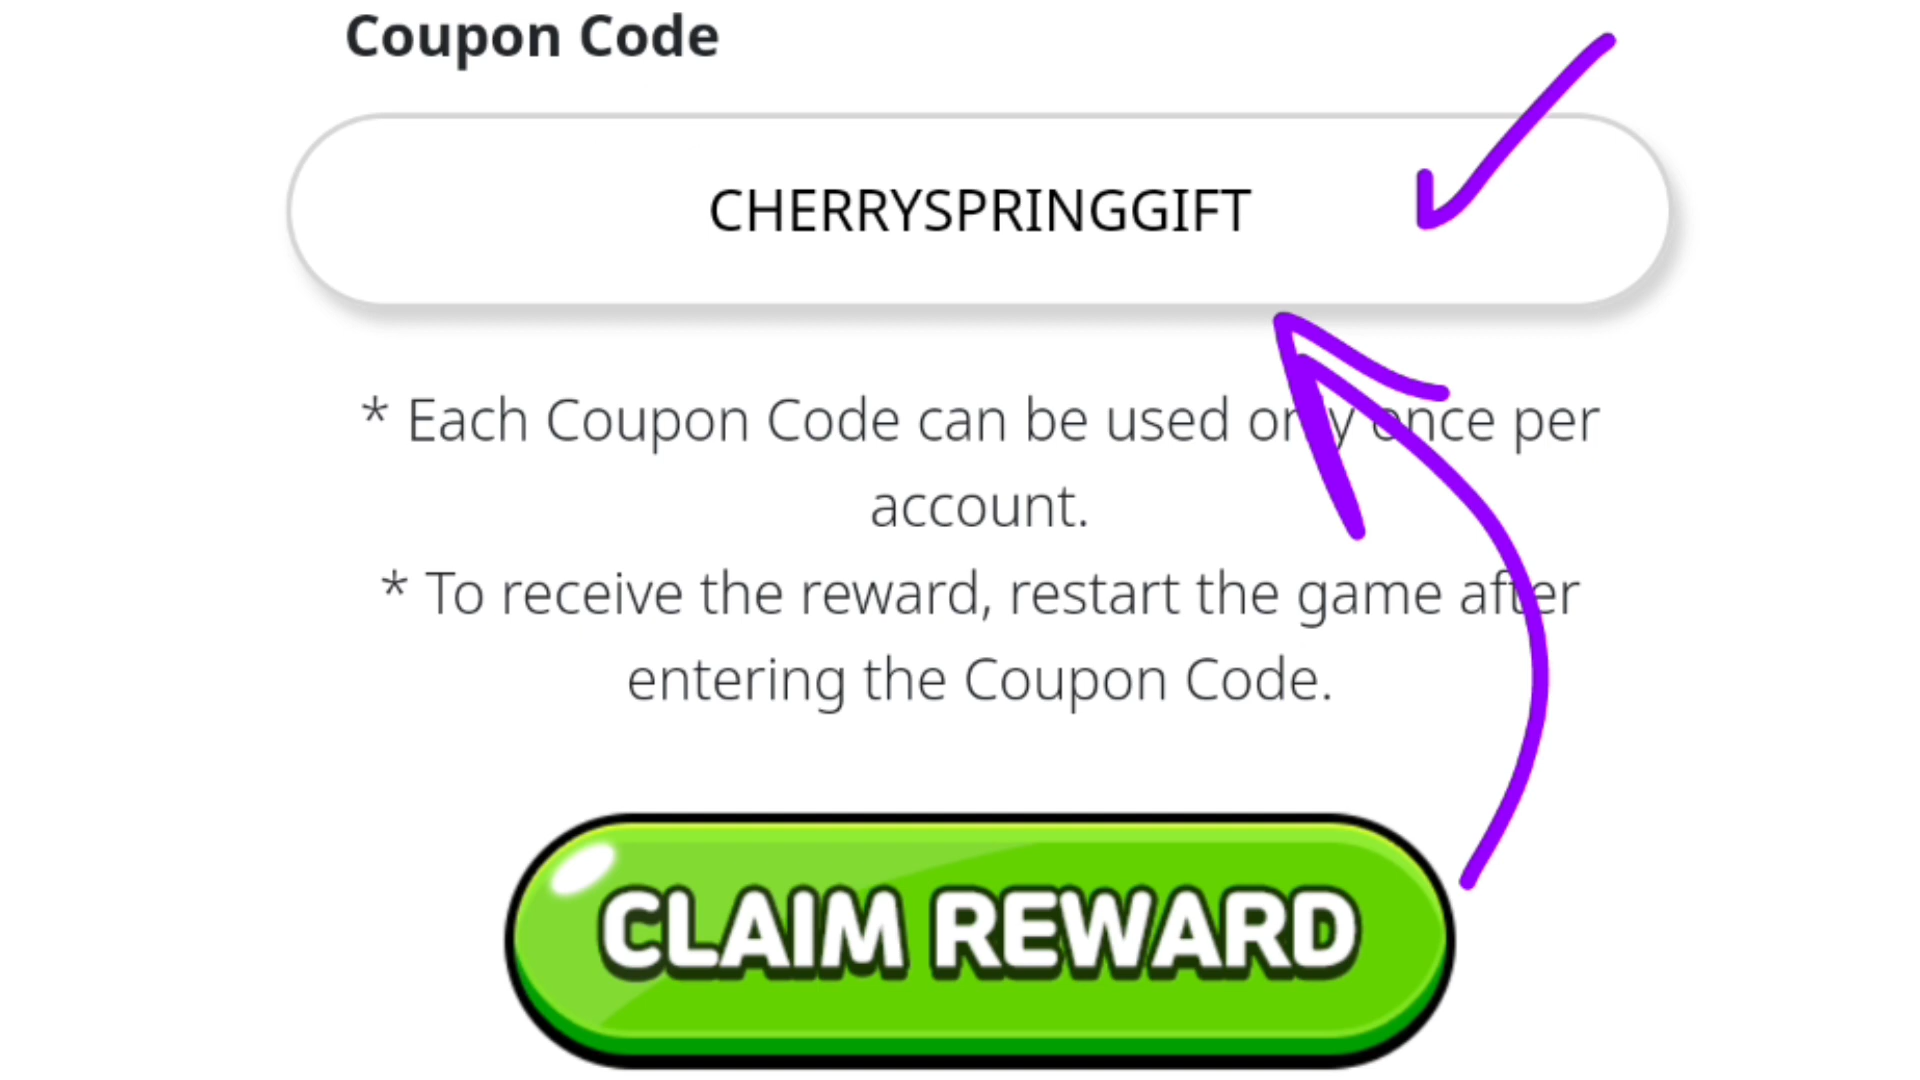 Coupon Code
CHERRYSPRINGGIFT
* Each Coupon Code can be used only once per
account.
* To receive the reward, restart the game after
entering the Coupon Code.
CLAIM REWARD